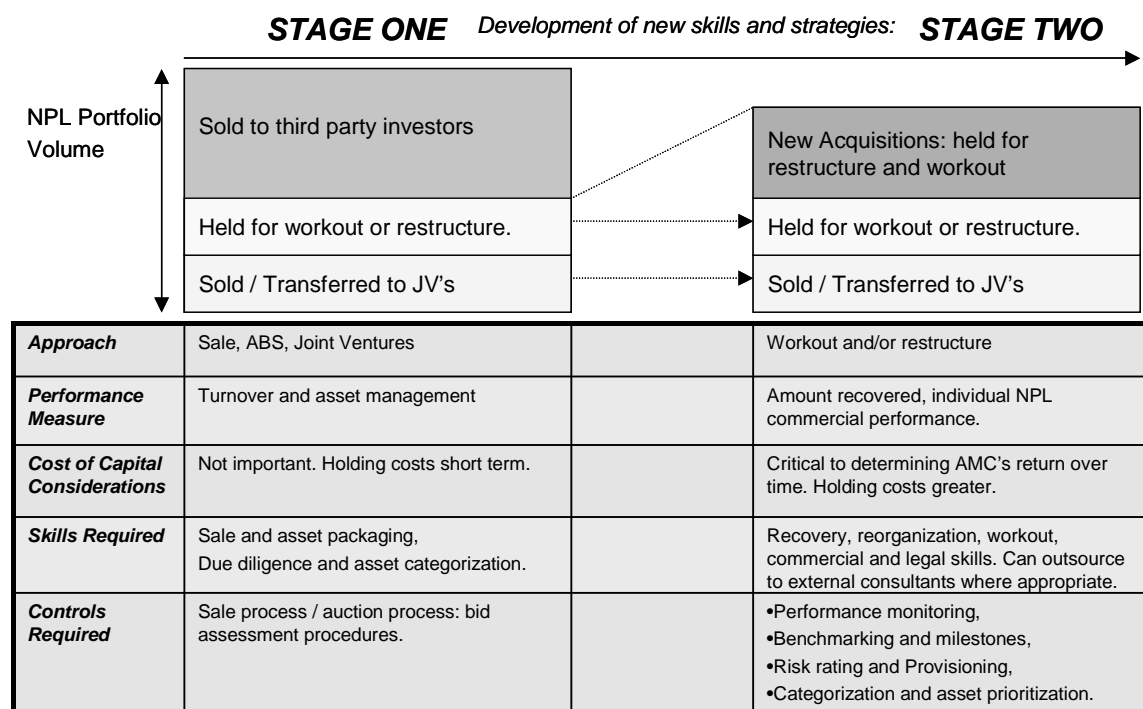 STAGE ONE Development of new skills and strategies: STAGE TWO
NPL Portfolio
Volume
Sold to third party investors
New Acquisitions: held for
restructure and workout
Held for workout or restructure.
Held for workout or restructure.
Sold / Transferred to JV's
Sold / Transferred to JV's
Approach
Sale, ABS, Joint Ventures
Workout and/or restructure
Performance
Measure
Turnover and asset management
Amount recovered, individual NPL
commercial performance.
Cost of Capital
Considerations
Not important. Holding costs short term.
Critical to determining AMC's return over
time. Holding costs greater.
Skills Required
Sale and asset packaging,
Due diligence and asset categorization.
Recovery, reorganization, workout,
commercial and legal skills. Can outsource
to external consultants where appropriate.
Controls
Required
Sale process / auction process: bid
assessment procedures.
•Performance monitoring,
•Benchmarking and milestones,
•Risk rating and Provisioning,
•Categorization and asset prioritization.